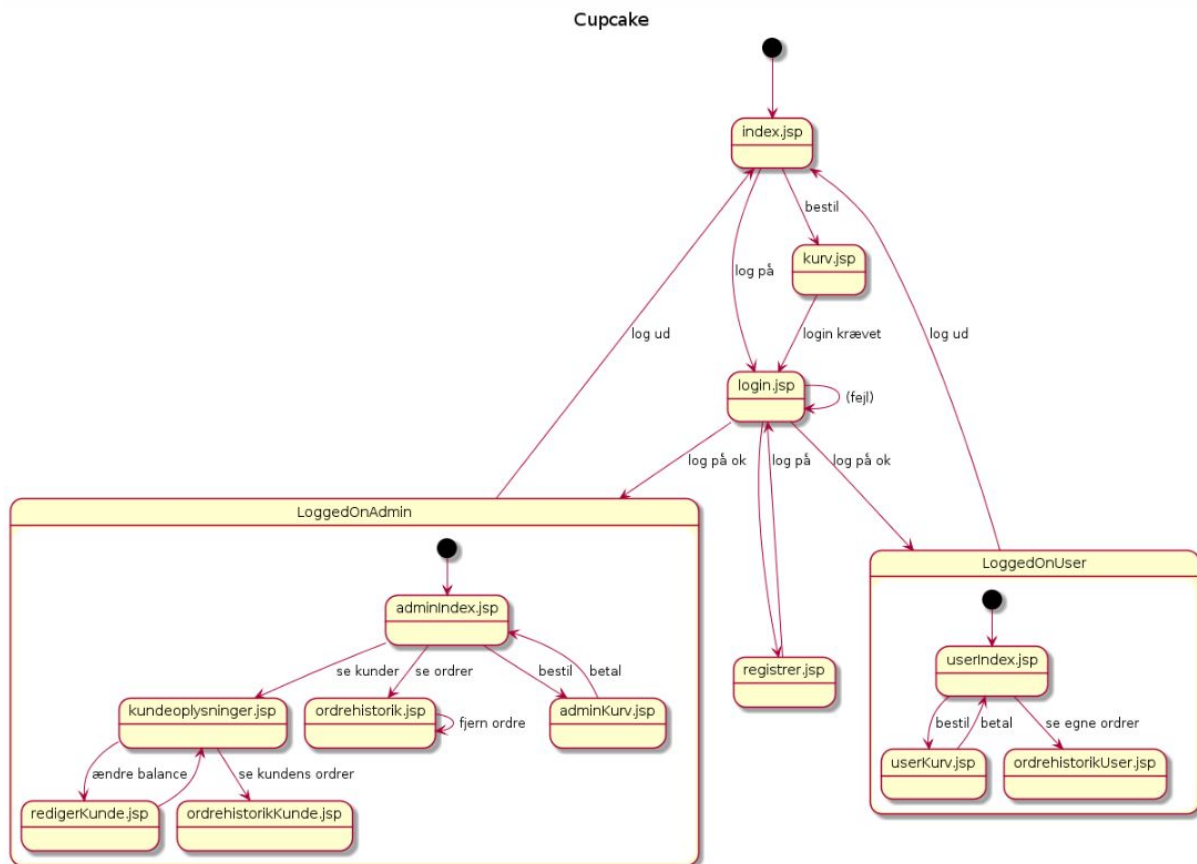 Cupcake
index.jsp
bestil
kurv.jsp
log på
log ud
login krævet
log ud
login.jsp
(fejl)
log på ok
log på
log på ok
LoggedOnAdmin
LoggedOnUser
adminIndex.jsp
userIndex.jsp
se kunder
se ordrer
bestil
betal
registrer.jsp
kundeoplysninger.jsp
ordrehistorik.jsp
fjern ordre
adminKurv.jsp
bestil
betal
se egne ordrer
ændre balance
se kundens ordrer
userKurv.jsp
ordrehistorikUser.jsp
redigerKunde.jsp
ordrehistorikKunde.jsp